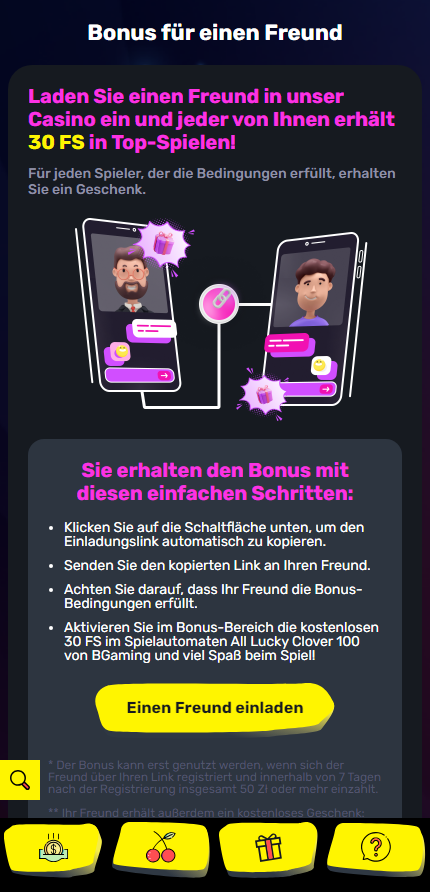 Bonus für einen Freund
Laden Sie einen Freund in unser
Casino ein und jeder von Ihnen erhält
30 FS in Top-Spielen!
Für jeden Spieler, der die Bedingungen erfüllt, erhalten
Sie ein Geschenk.
Sie erhalten den Bonus mit
diesen einfachen Schritten:
• Klicken Sie auf die Schaltfläche unten, um den
Einladungslink automatisch zu kopieren.
• Senden Sie den kopierten Link an Ihren Freund.
• Achten Sie darauf, dass Ihr Freund die Bonus-
Bedingungen erfüllt.
• Aktivieren Sie im Bonus-Bereich die kostenlosen
30 FS im Spielautomaten All Lucky Clover 100
von BGaming und viel Spaß beim Spiel!
Einen Freund einladen
* Der Bonus kann erst genutzt werden, wenn sich der
Freund über Ihren Link registriert und innerhalb von 7 Tagen
nach der Registrierung insgesamt 50 Zł oder mehr einzahlt.
** Ihr Freund erhält außerdem ein kostenloses Geschenk: